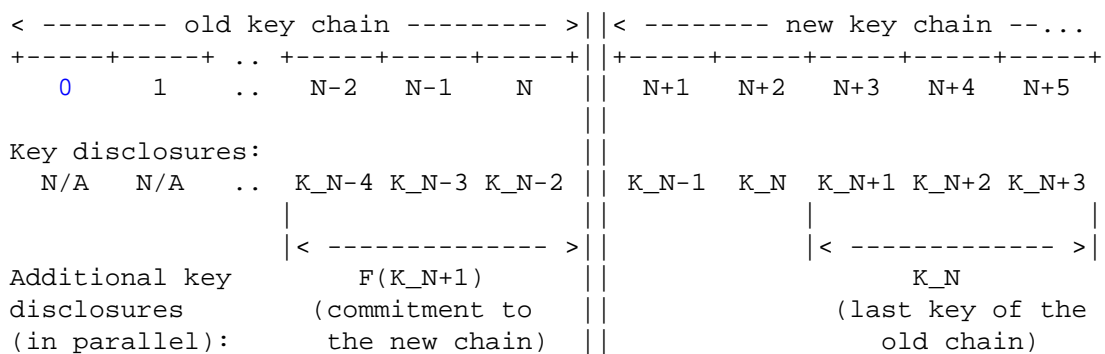 < -------- old key chain --------- >||< -------- new key chain --...
+-----+-----+ .. +-----+-----+-----+||+-----+-----+-----+-----+-----+
   0     1    ..   N-2   N-1    N   ||  N+1   N+2   N+3   N+4   N+5
                                    ||
Key disclosures:                    ||
  N/A   N/A   ..  K_N-4 K_N-3 K_N-2 || K_N-1  K_N  K_N+1 K_N+2 K_N+3
                 |                  ||            |                 |
                 |< -------------- >||            |< ------------- >|
Additional key        F(K_N+1)      ||                  K_N
disclosures        (commitment to   ||             (last key of the
(in parallel):      the new chain)  ||                old chain)